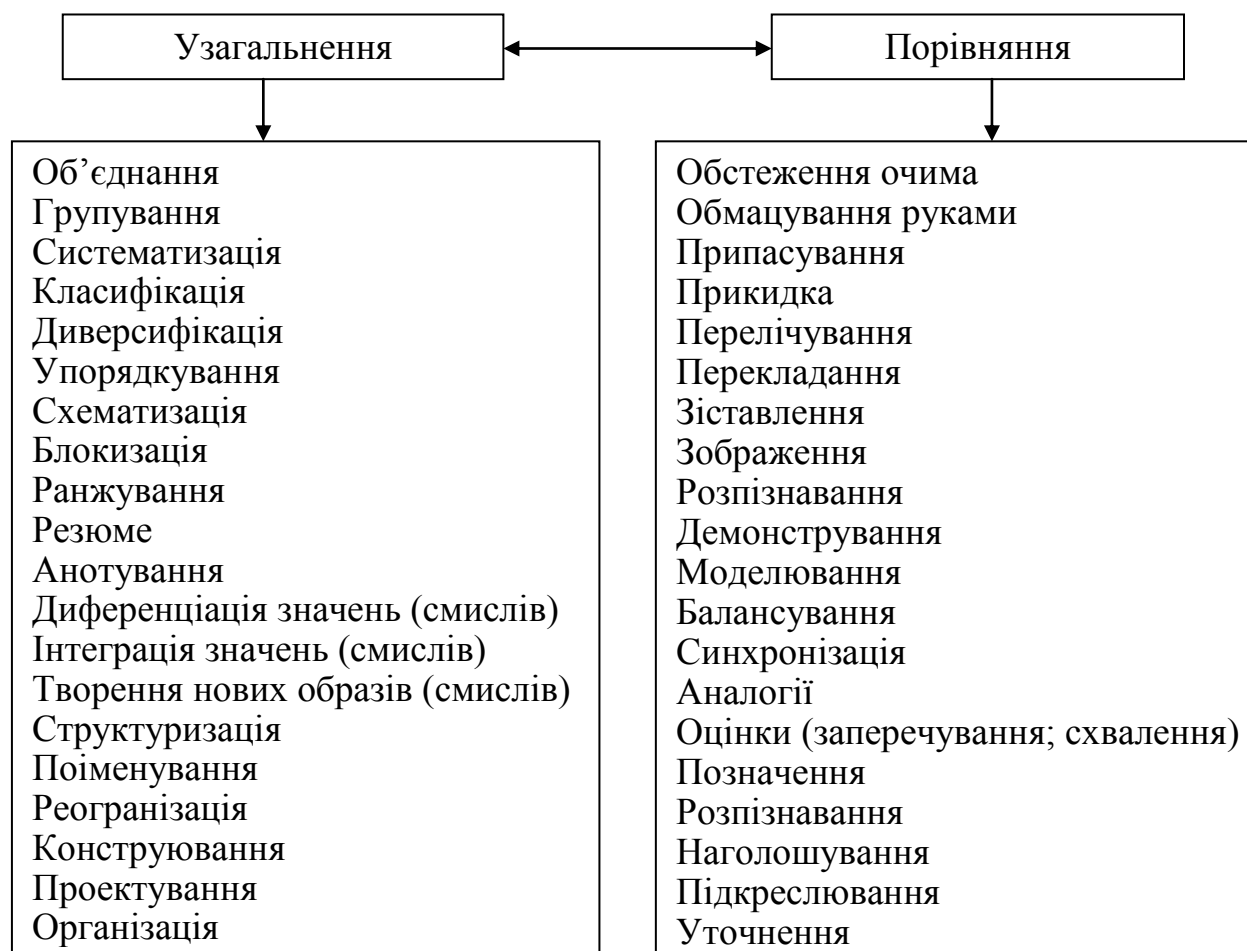 Узагальнення
Порівняння
Об’єднання
Групування
Систематизація
Класифікація
Диверсифікація
Упорядкування
Схематизація
Блокизація
Ранжування
Резюме
Анотування
Диференціація значень (смислів)
Інтеграція значень (смислів)
Творення нових образів (смислів)
Структуризація
Поіменування
Реогранізація
Конструювання
Проектування
Організація
Обстеження очима
Обмацування руками
Припасування
Прикидка
Перелічування
Перекладання
Зіставлення
Зображення
Розпізнавання
Демонстрування
Моделювання
Балансування
Синхронізація
Аналогії
Оцінки (заперечування; схвалення)
Позначення
Розпізнавання
Наголошування
Підкреслювання
Уточнення